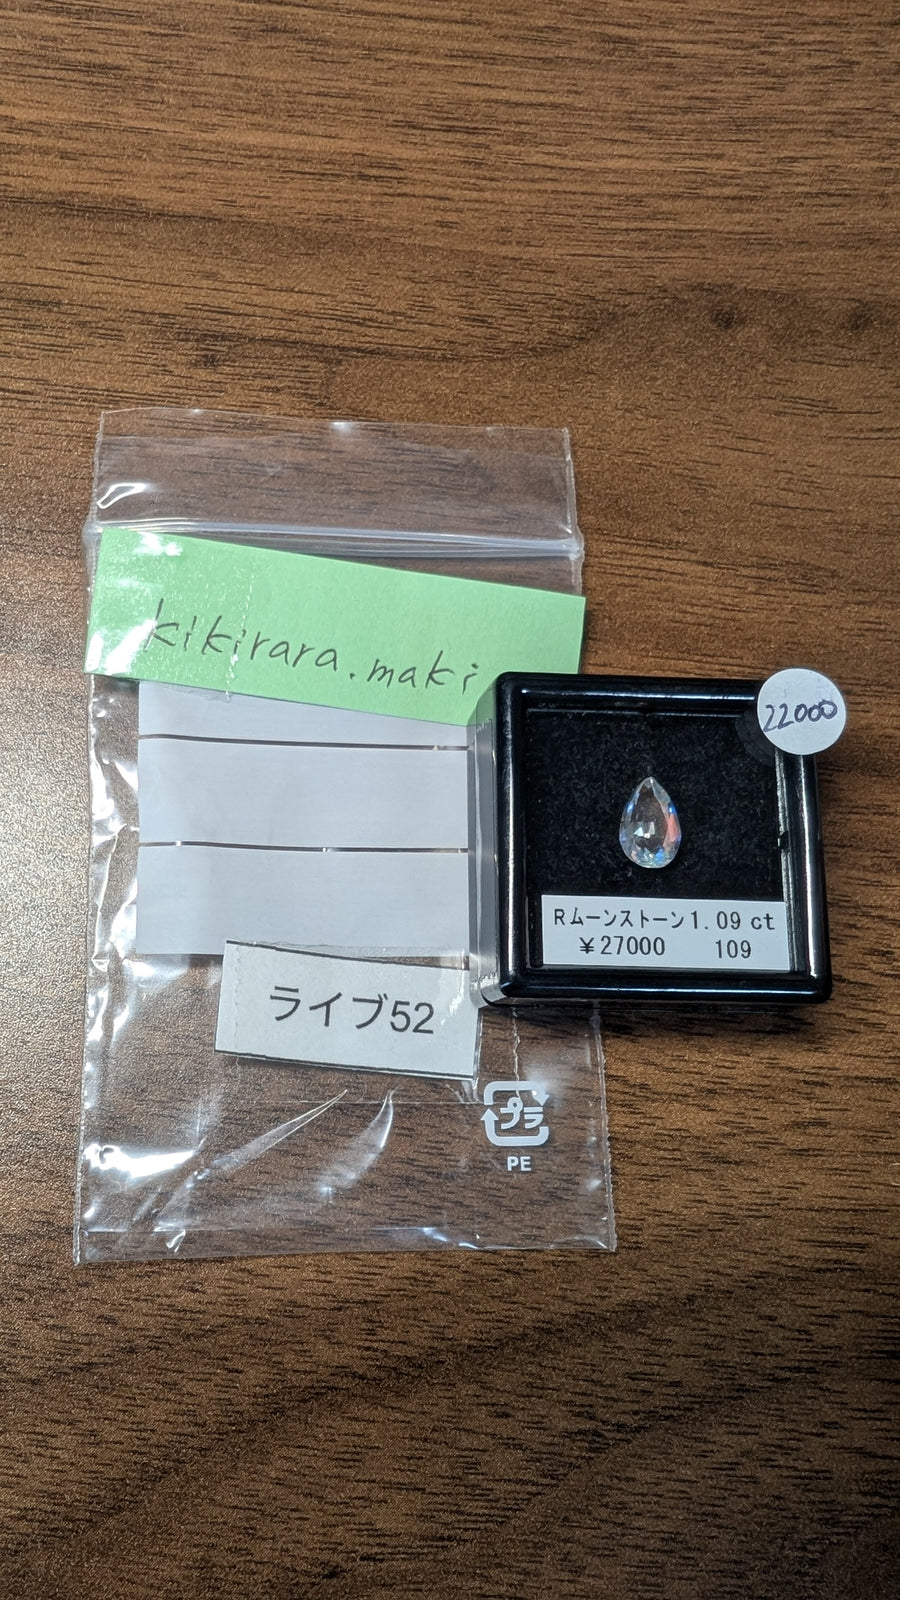 kikirara.maki
22000
Rムーンストーン1.09 ct
¥27000 109
ライブ52
プラ
PE